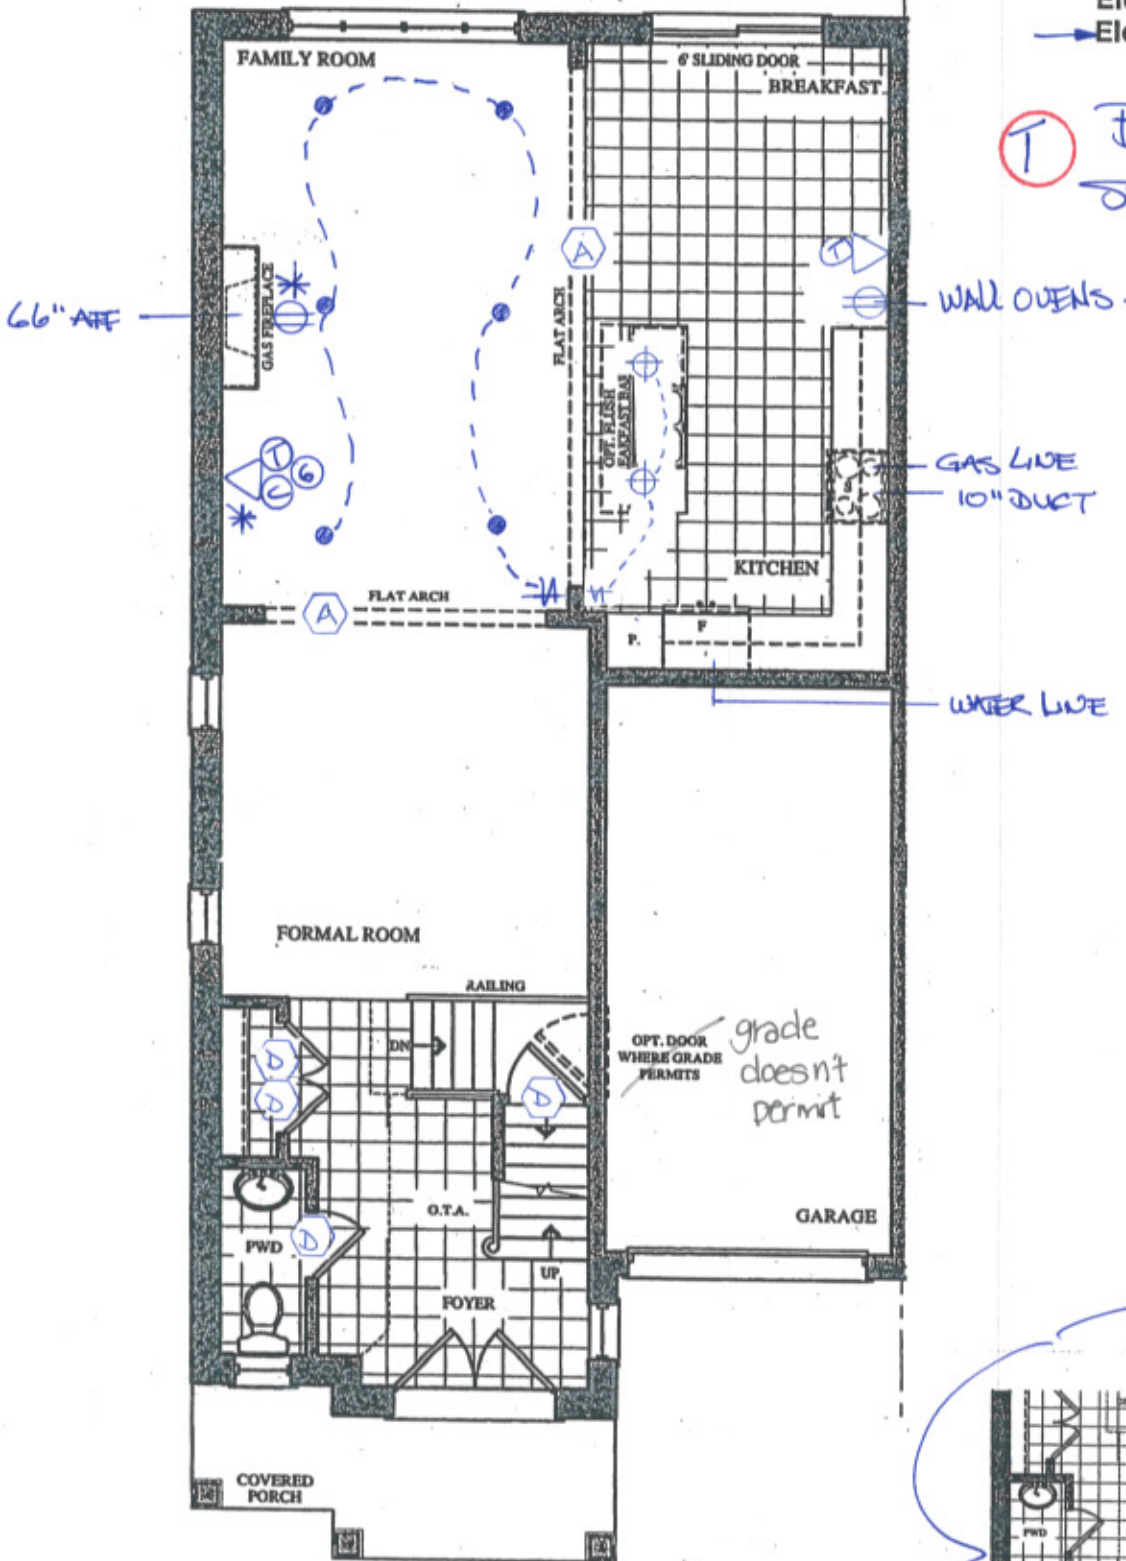 FAMILY ROOM
6' SLIDING DOOR
BREAKFAST
T
A
T
66" AFF
GAS FIREPLACE
FLAT ARCH
WALL OVENS
OPT. FLUSH
T
6
C
GAS LINE
10" DUCT
KITCHEN
FLAT ARCH
A
P.
F
WATER LINE
FORMAL ROOM
RAILING
DN
OPT. DOOR
WHERE GRADE
PERMITS
grade
doesn't
permit
D
D
D
O.T.A.
GARAGE
PWD
D
UP
FOYER
COVERED
PORCH
PWD